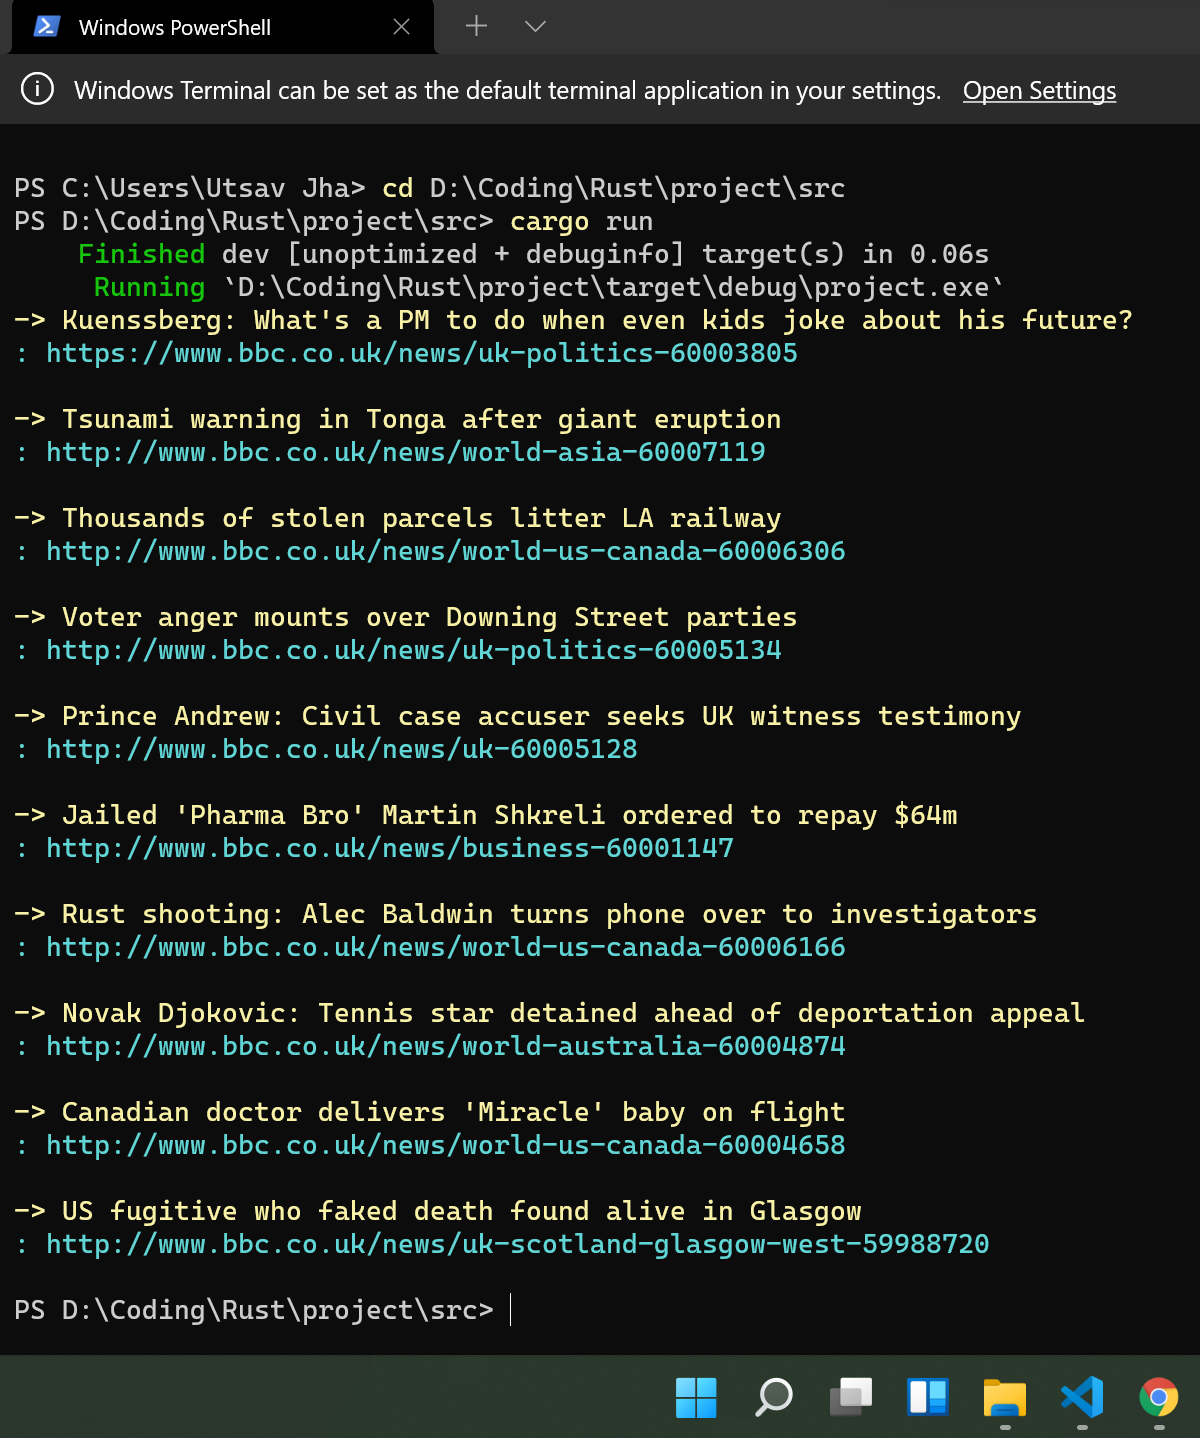 Windows PowerShell
Windows Terminal can be set as the default terminal application in your settings. Open Settings
PS C:\Users\Utsav Jha> cd D:\Coding\Rust\project\src
PS D:\Coding\Rust\project\src> cargo run
Finished dev [unoptimized + debuginfo] target(s) in 0.06s
Running `D:\Coding\Rust\project\target\debug\project.exe`
-> Kuenssberg: What's a PM to do when even kids joke about his future?
: https://www.bbc.co.uk/news/uk-politics-60003805
-> Tsunami warning in Tonga after giant eruption
: http://www.bbc.co.uk/news/world-asia-60007119
-> Thousands of stolen parcels litter LA railway
: http://www.bbc.co.uk/news/world-us-canada-60006306
-> Voter anger mounts over Downing Street parties
: http://www.bbc.co.uk/news/uk-politics-60005134
-> Prince Andrew: Civil case accuser seeks UK witness testimony
: http://www.bbc.co.uk/news/uk-60005128
-> Jailed 'Pharma Bro' Martin Shkreli ordered to repay $64m
: http://www.bbc.co.uk/news/business-60001147
-> Rust shooting: Alec Baldwin turns phone over to investigators
: http://www.bbc.co.uk/news/world-us-canada-60006166
-> Novak Djokovic: Tennis star detained ahead of deportation appeal
: http://www.bbc.co.uk/news/world-australia-60004874
-> Canadian doctor delivers 'Miracle' baby on flight
: http://www.bbc.co.uk/news/world-us-canada-60004658
-> US fugitive who faked death found alive in Glasgow
: http://www.bbc.co.uk/news/uk-scotland-glasgow-west-59988720
PS D:\Coding\Rust\project\src>